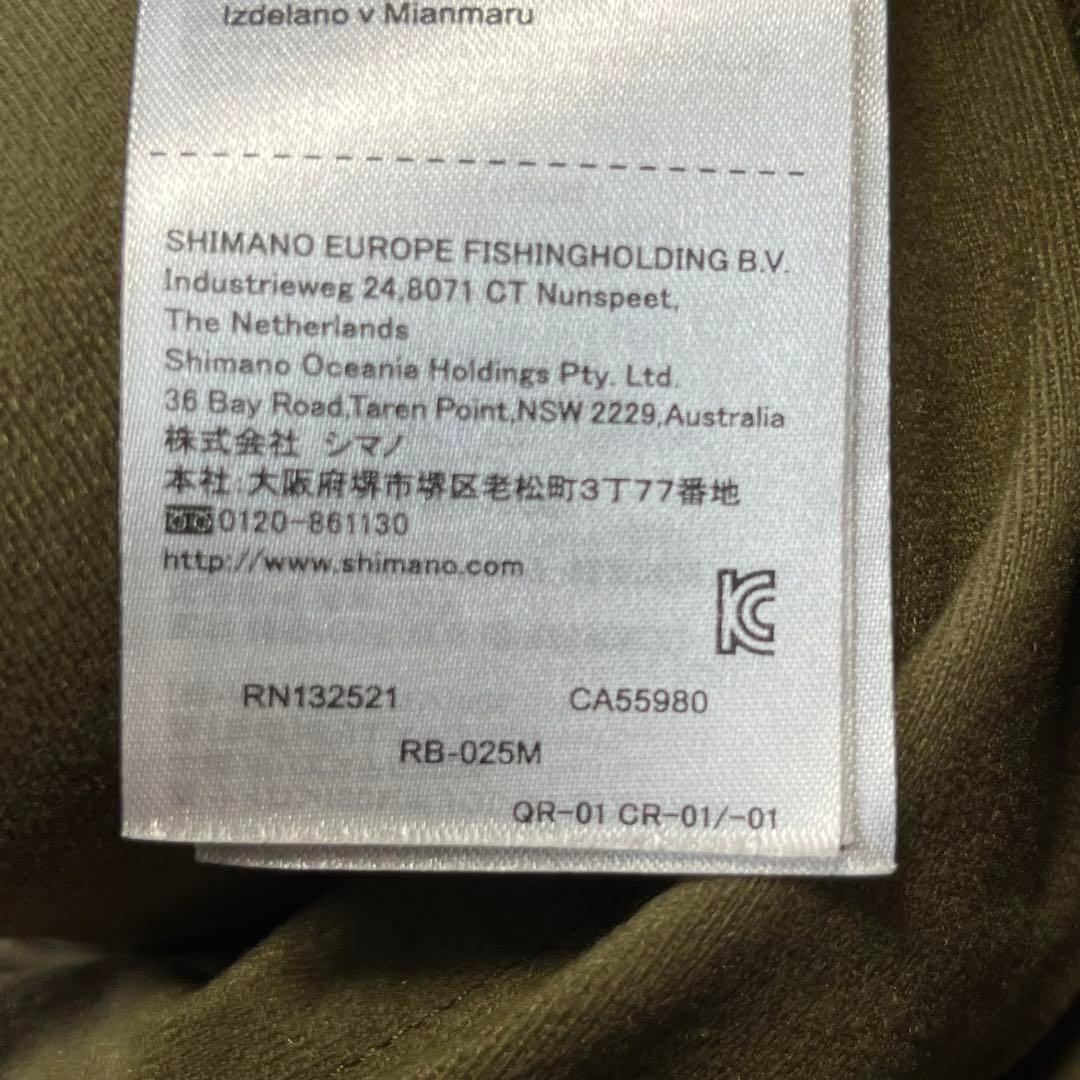 Izdelano v Mianmaru
SHIMANO EUROPE FISHINGHOLDING B.V.
Industrieweg 24,8071 CT Nunspeet,
The Netherlands
Shimano Oceania Holdings Pty. Ltd.
36 Bay Road,Taren Point,NSW 2229,Australia
株式会社 シマノ
本社:大阪府堺市堺区老松町3丁77番地
0120-861130
http://www.shimano.com
KC
RN132521 CA55980
RB-025M
QR-01 CR-01/-01